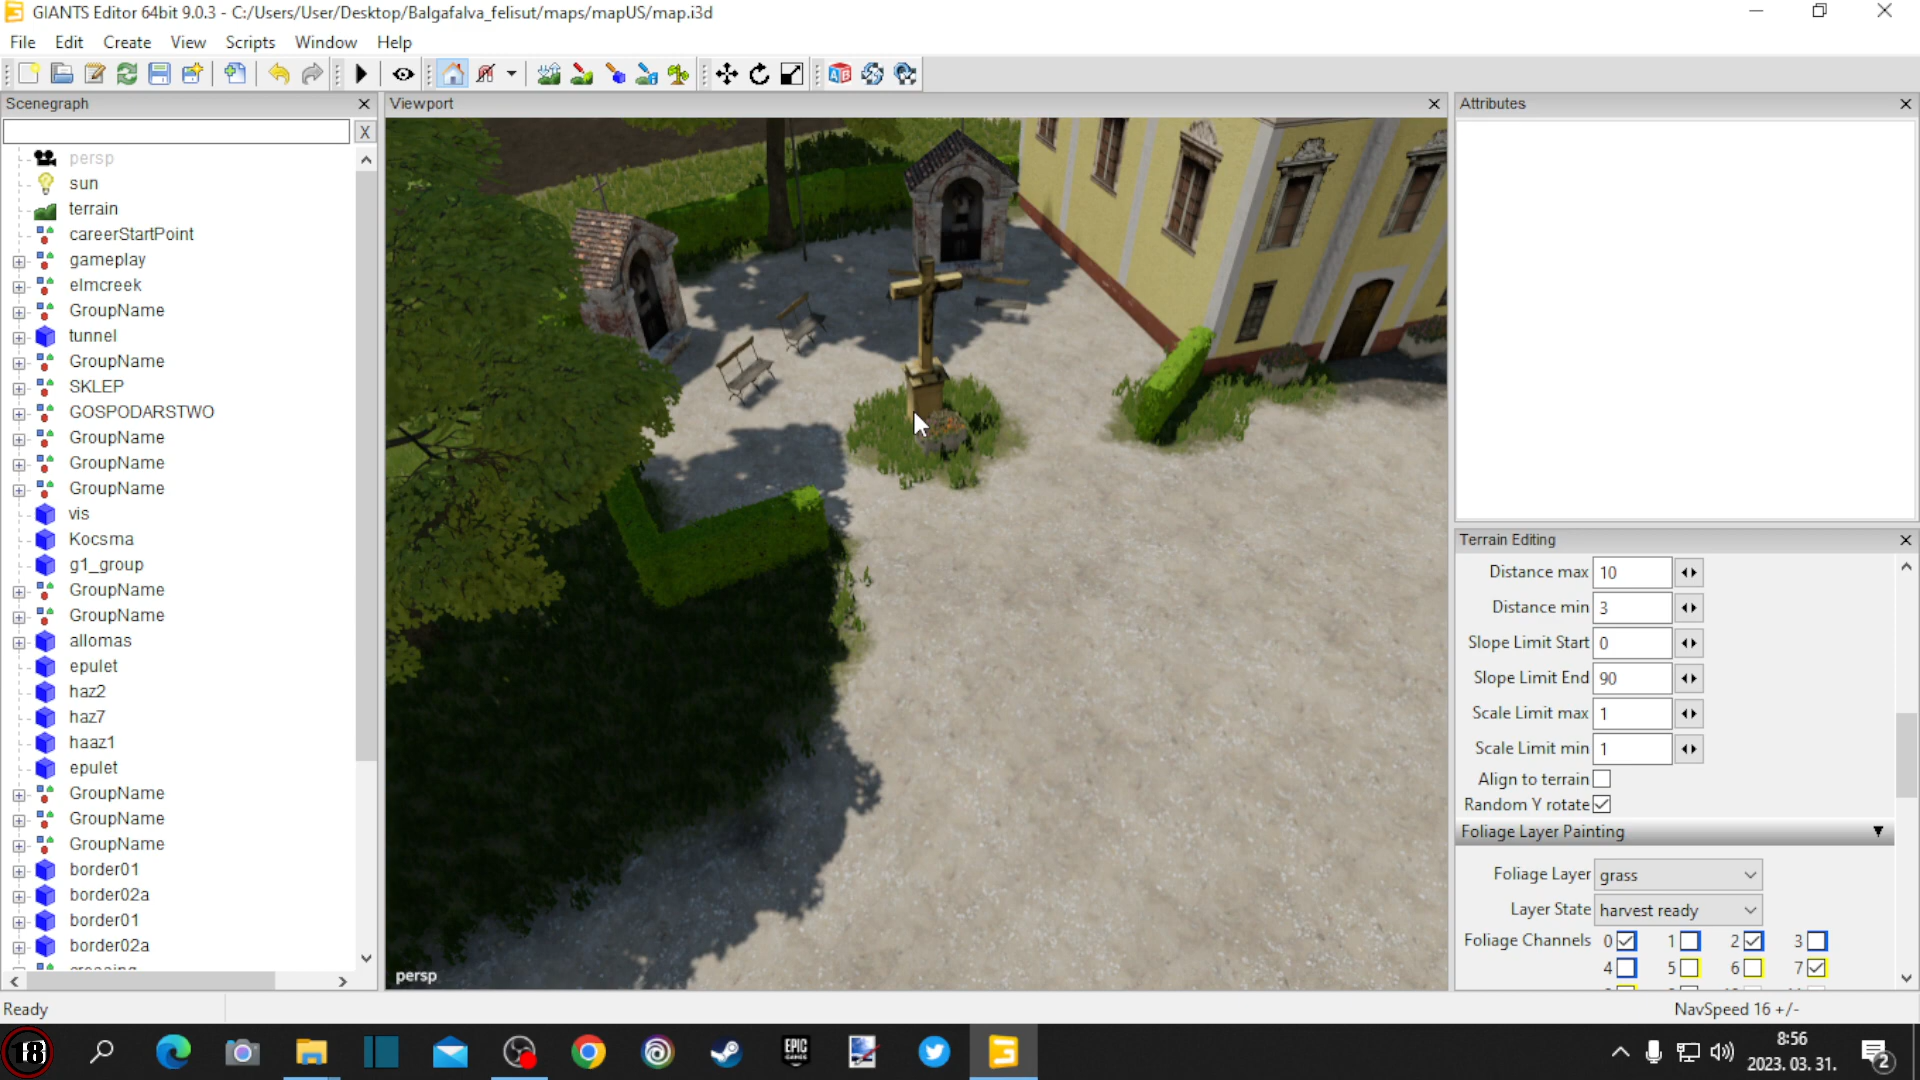 GIANTS Editor 64bit 9.0.3 - C:/Users/User/Desktop/Balgafalva_felisut/maps/mapUS/map.i3d
File Edit Create View Scripts Window Help
Scenegraph
X
persp
sun
terrain
careerStartPoint
gameplay
elmcreek
GroupName
tunnel
GroupName
SKLEP
GOSPODARSTWO
GroupName
GroupName
GroupName
vis
Kocsma
g1_group
GroupName
GroupName
allomas
epulet
haz2
haz7
haaz1
epulet
GroupName
GroupName
GroupName
border01
border02a
border01
border02a
Viewport
persp
Attributes
Terrain Editing
Distance max 10
Distance min 3
Slope Limit Start 0
Slope Limit End 90
Scale Limit max 1
Scale Limit min 1
Align to terrain
Random Y rotate
Foliage Layer Painting
Foliage Layer grass
Layer State harvest ready
Foliage Channels 0 1 2 3
4 5 6 7
Ready
NavSpeed 16 +/-
18
EPIC GAMES
8:56
2023. 03. 31.
2